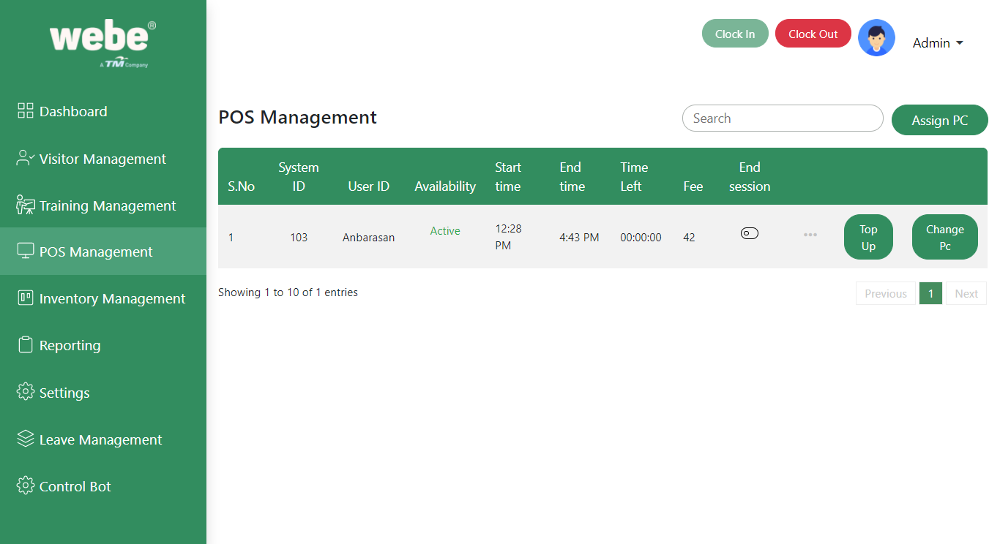 webe®
A TM Company
Clock In
Clock Out
Admin
Dashboard
Visitor Management
Training Management
POS Management
Inventory Management
Reporting
Settings
Leave Management
Control Bot
POS Management
Search
Assign PC
S.No
System
ID
User ID
Availability
Start
time
End
time
Time
Left
Fee
End
session
1
103
Anbarasan
Active
12:28
PM
4:43 PM
00:00:00
42
Top
Up
Change
Pc
Showing 1 to 10 of 1 entries
Previous
1
Next